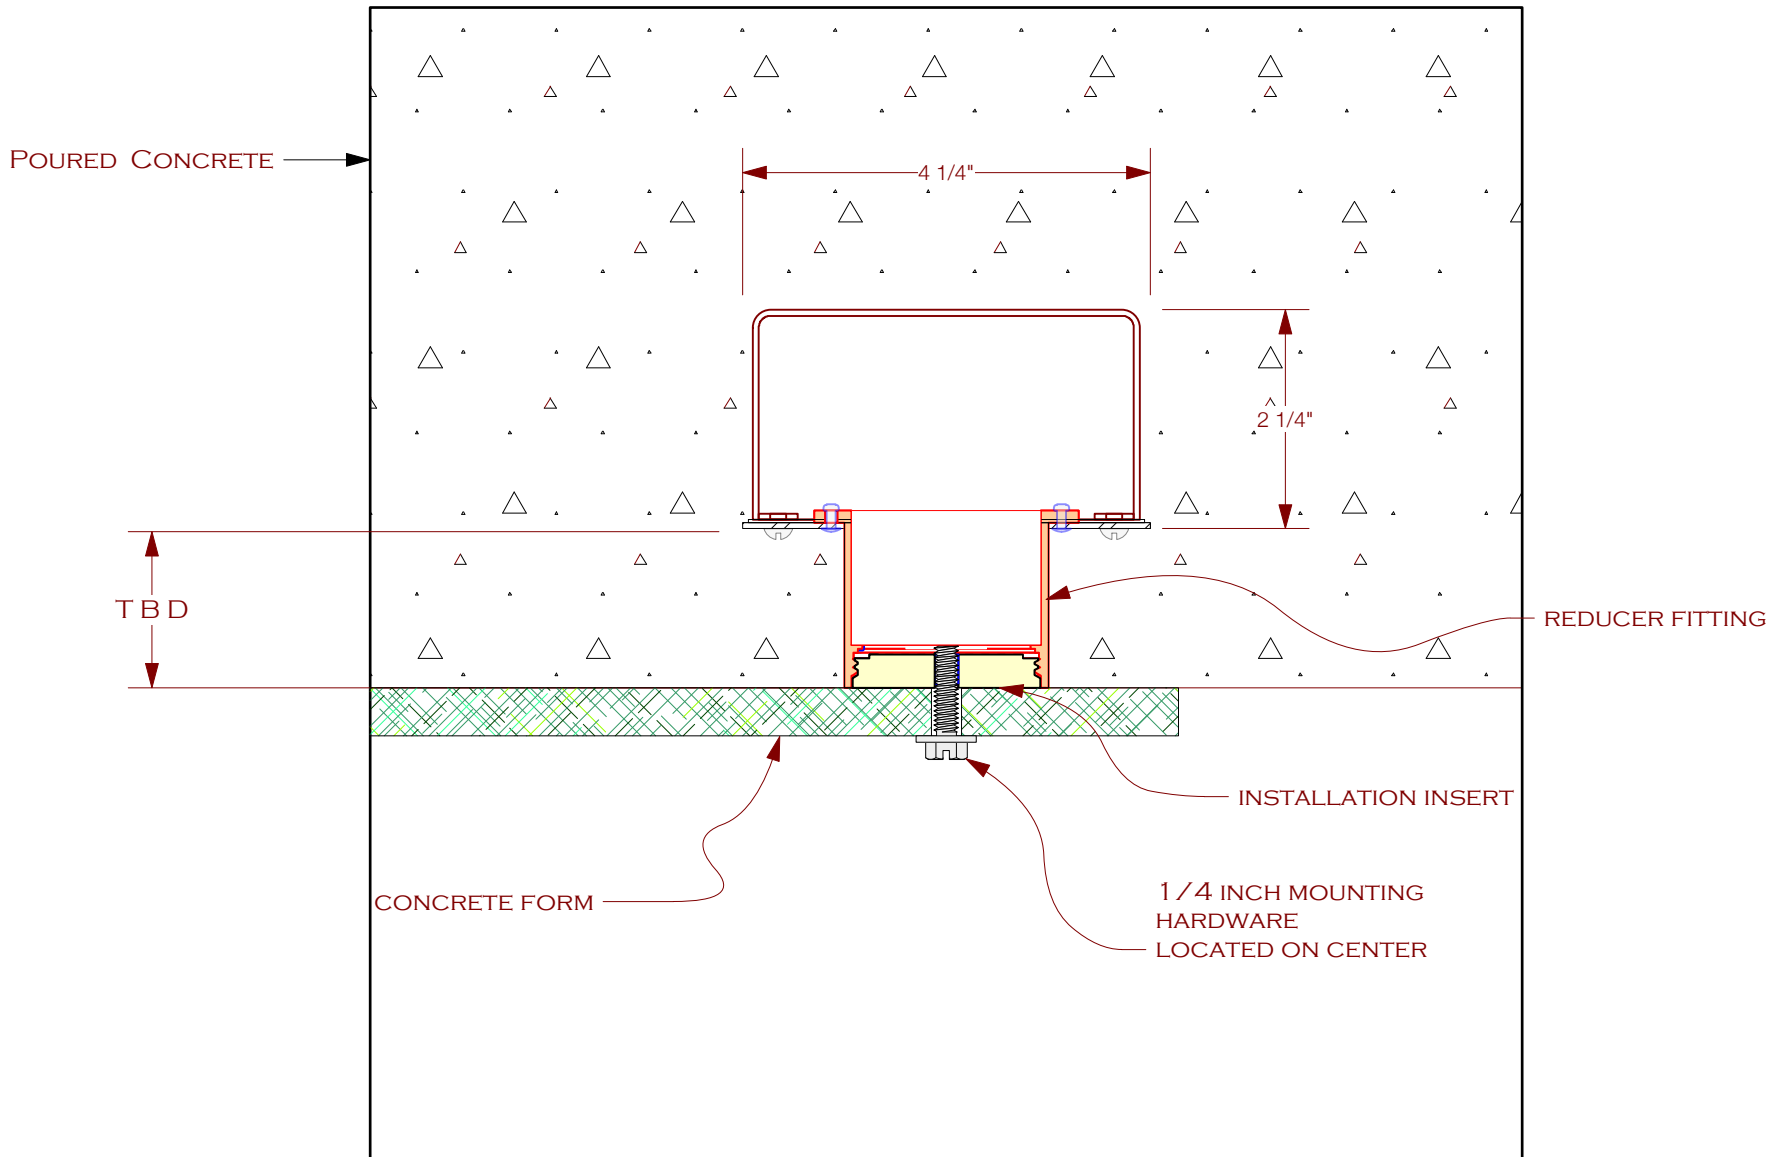 POURED CONCRETE
4 1/4"
2 1/4"
TBD
REDUCER FITTING
INSTALLATION INSERT
CONCRETE FORM
1/4 INCH MOUNTING
HARDWARE
LOCATED ON CENTER